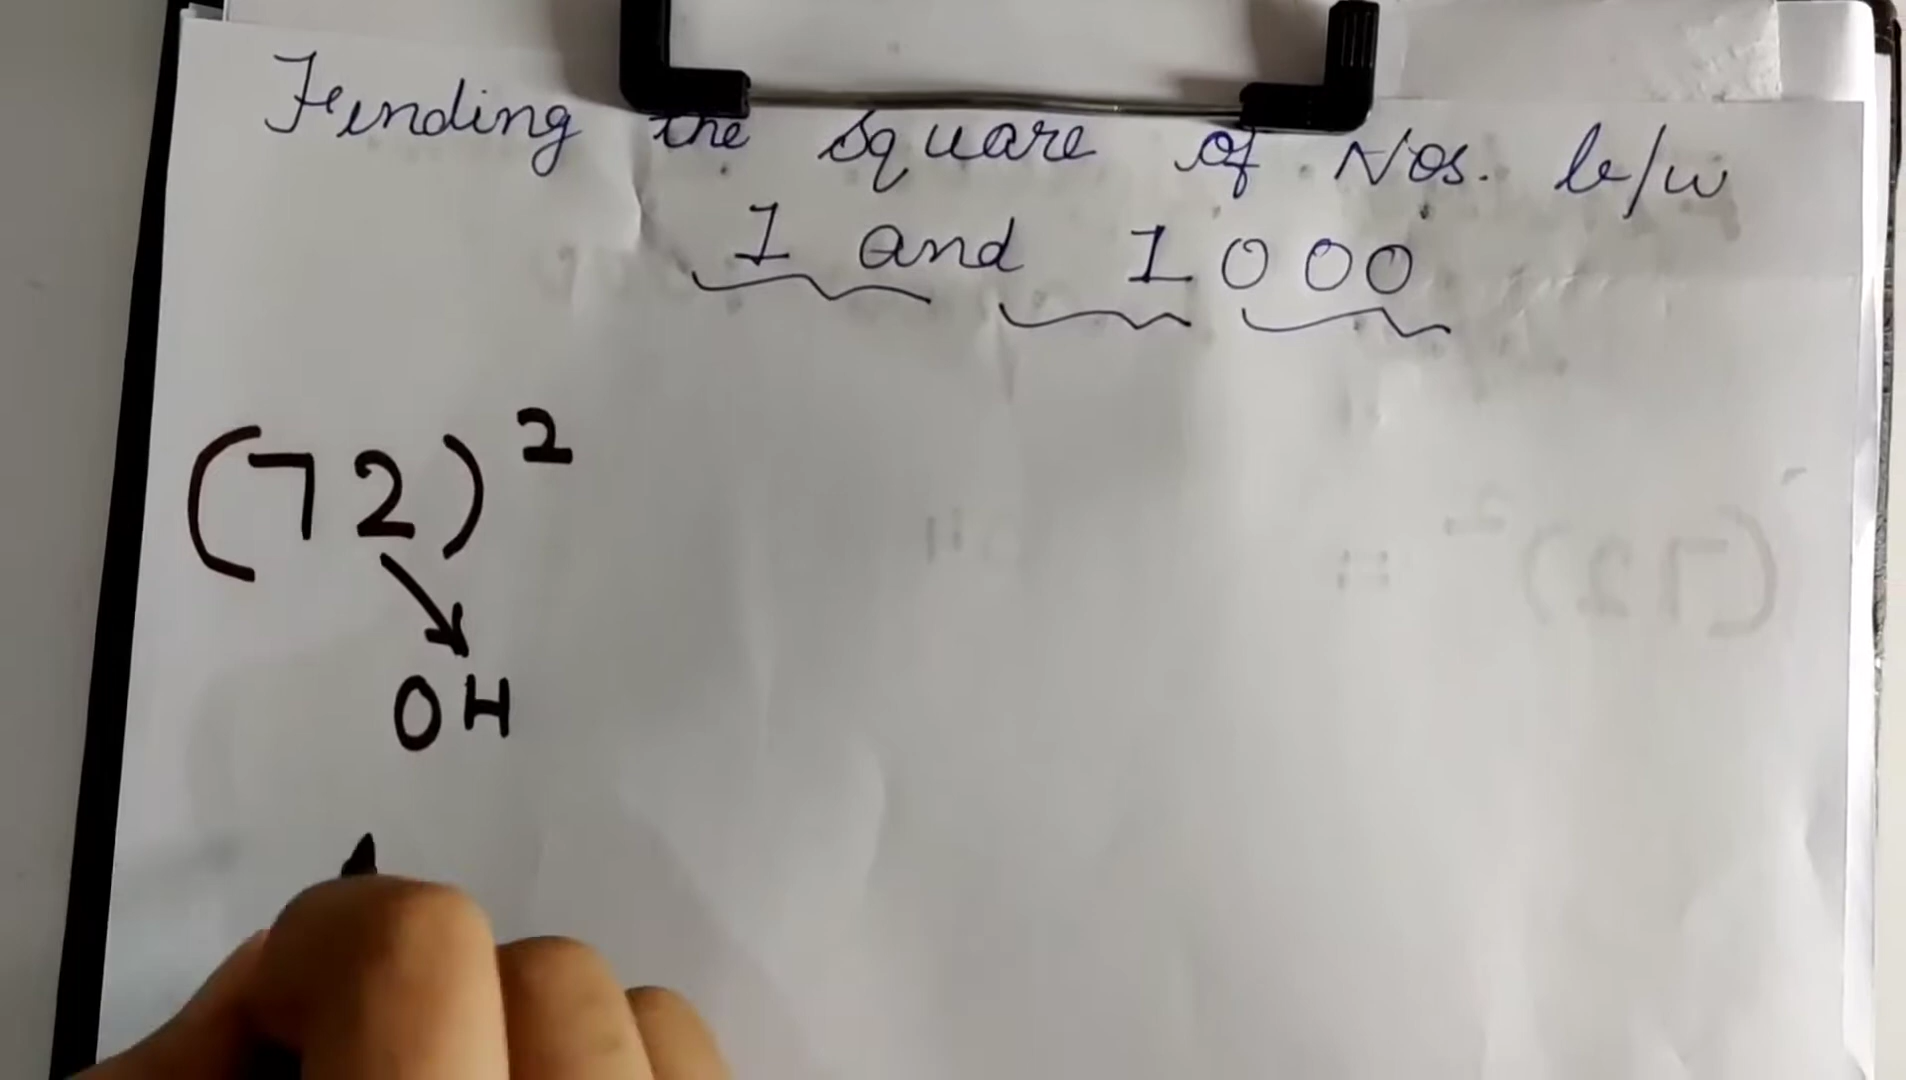 Finding the square of Nos. b/w
1 and 1000
(72)²
OH